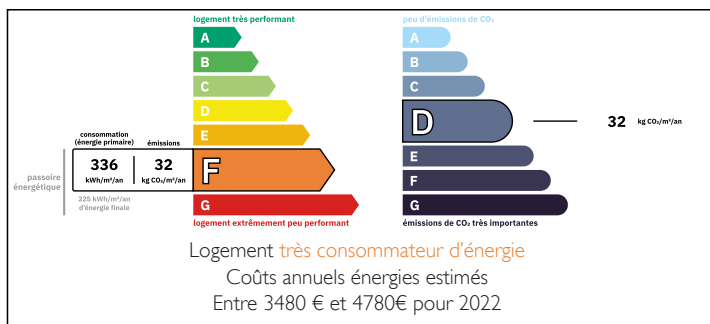 logement très performant
A
B
C
D
E
consommation
(énergie primaire)
émissions
passoire
énergétique
336
kWh/m²/an
32
kg CO₂/m²/an
F
225 kWh/m²/an
d'énergie finale
G
logement extrêmement peu performant
peu d'émissions de CO₂
A
B
C
D
32 kg CO₂/m²/an
E
F
G
émissions de CO₂ très importantes
Logement très consommateur d'énergie
Coûts annuels énergies estimés
Entre 3480 € et 4780€ pour 2022